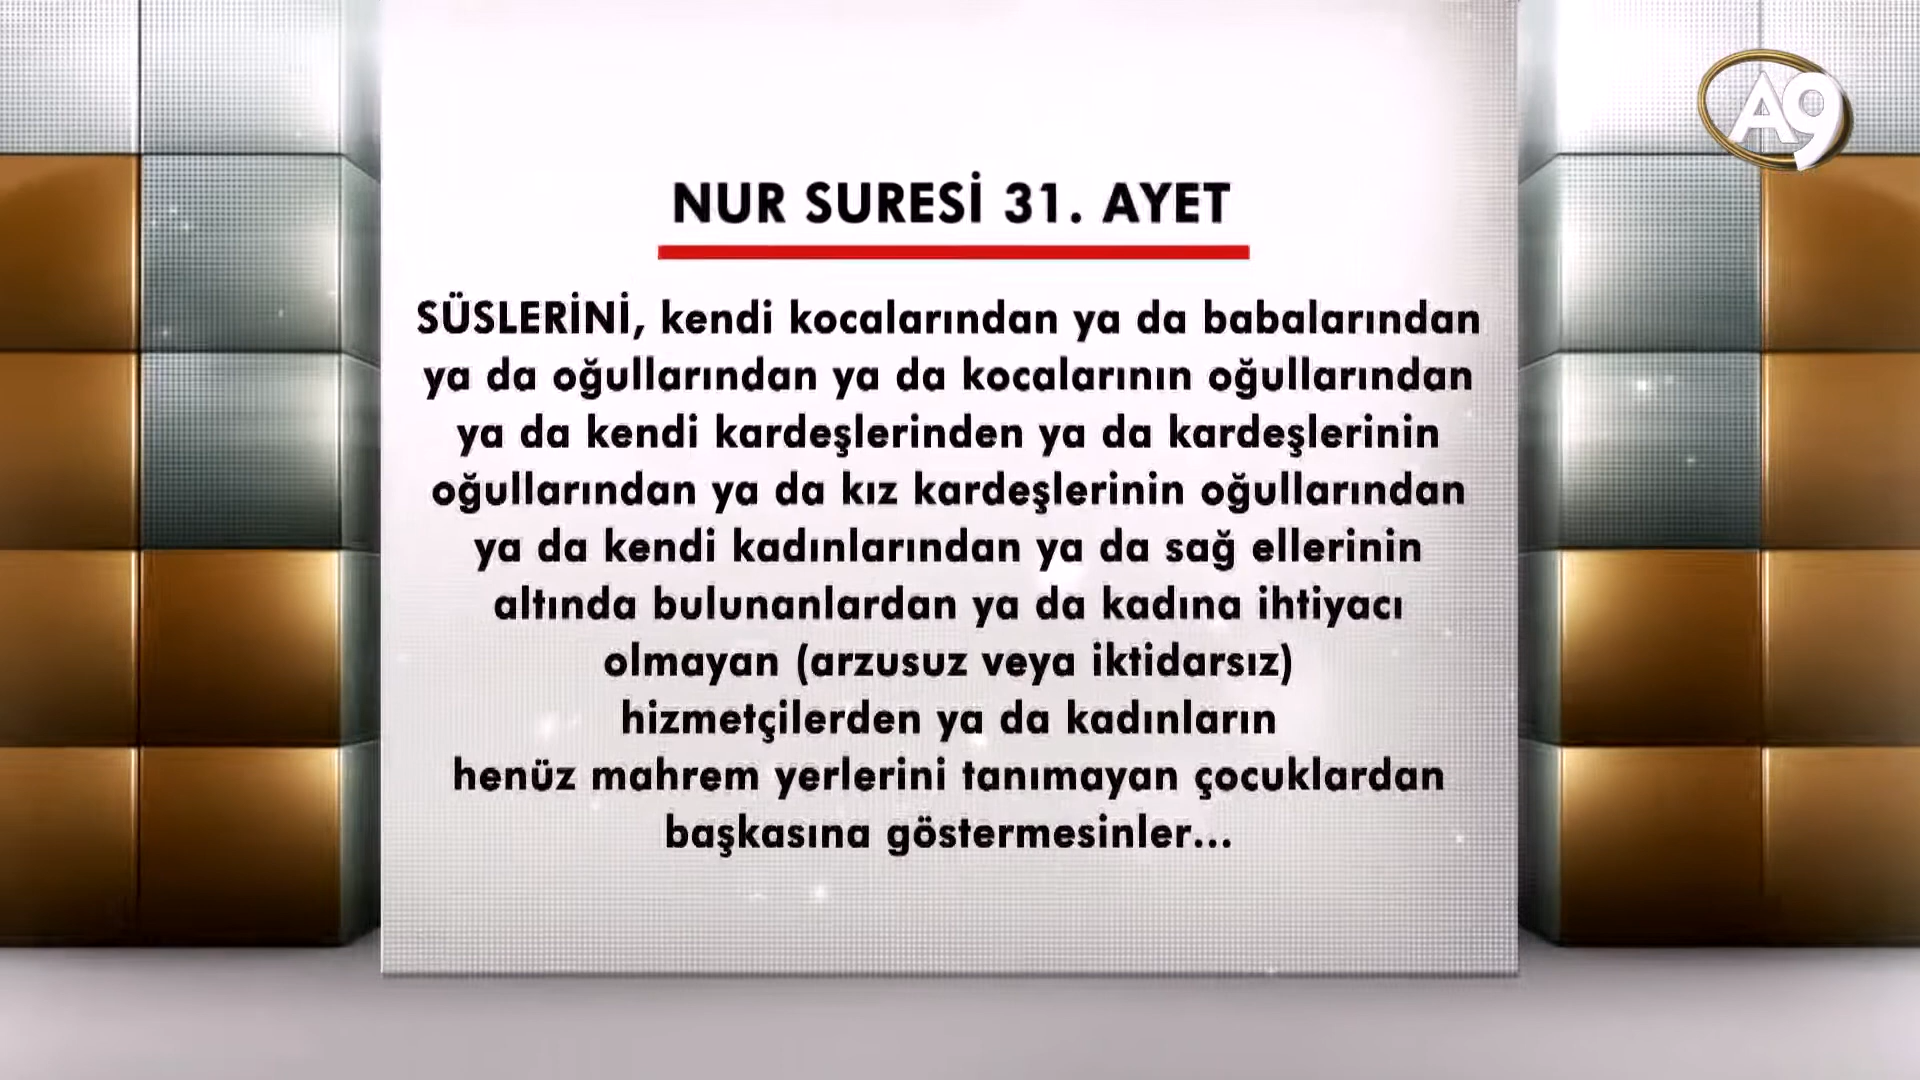 A9
NUR SURESİ 31. AYET
SÜSLERİNİ, kendi kocalarından ya da babalarından
ya da oğullarından ya da kocalarının oğullarından
ya da kendi kardeşlerinden ya da kardeşlerinin
oğullarından ya da kız kardeşlerinin oğullarından
ya da kendi kadınlarından ya da sağ ellerinin
altında bulunanlardan ya da kadına ihtiyacı
olmayan (arzusuz veya iktidarsız)
hizmetçilerden ya da kadınların
henüz mahrem yerlerini tanımayan çocuklardan
başkasına göstermesinler...